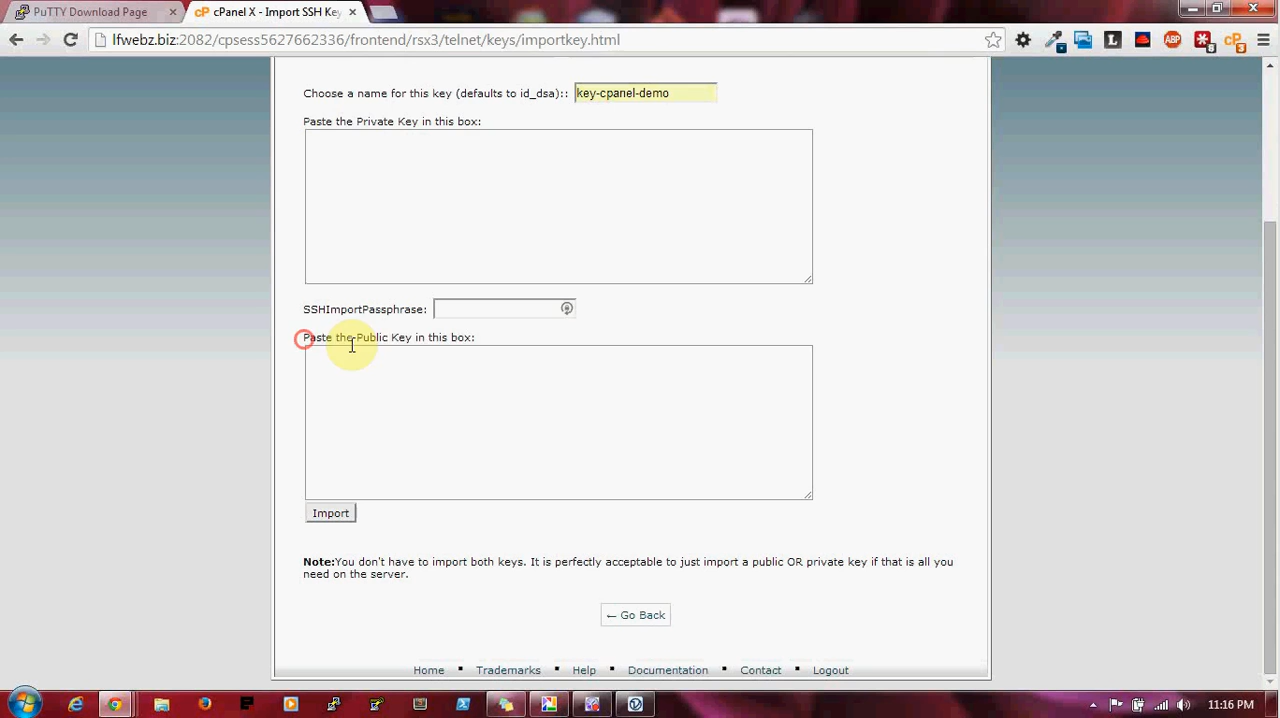 PuTTY Download Page
cPanel X - Import SSH Key
lfwebz.biz:2082/cpsess5627662336/frontend/rsx3/telnet/keys/importkey.html
Choose a name for this key (defaults to id_dsa):: key-cpanel-demo
Paste the Private Key in this box:
SSHImportPassphrase:
Paste the Public Key in this box:
Import
Note:You don't have to import both keys. It is perfectly acceptable to just import a public OR private key if that is all you
need on the server.
← Go Back
Home ▪ Trademarks ▪ Help ▪ Documentation ▪ Contact ▪ Logout
11:16 PM